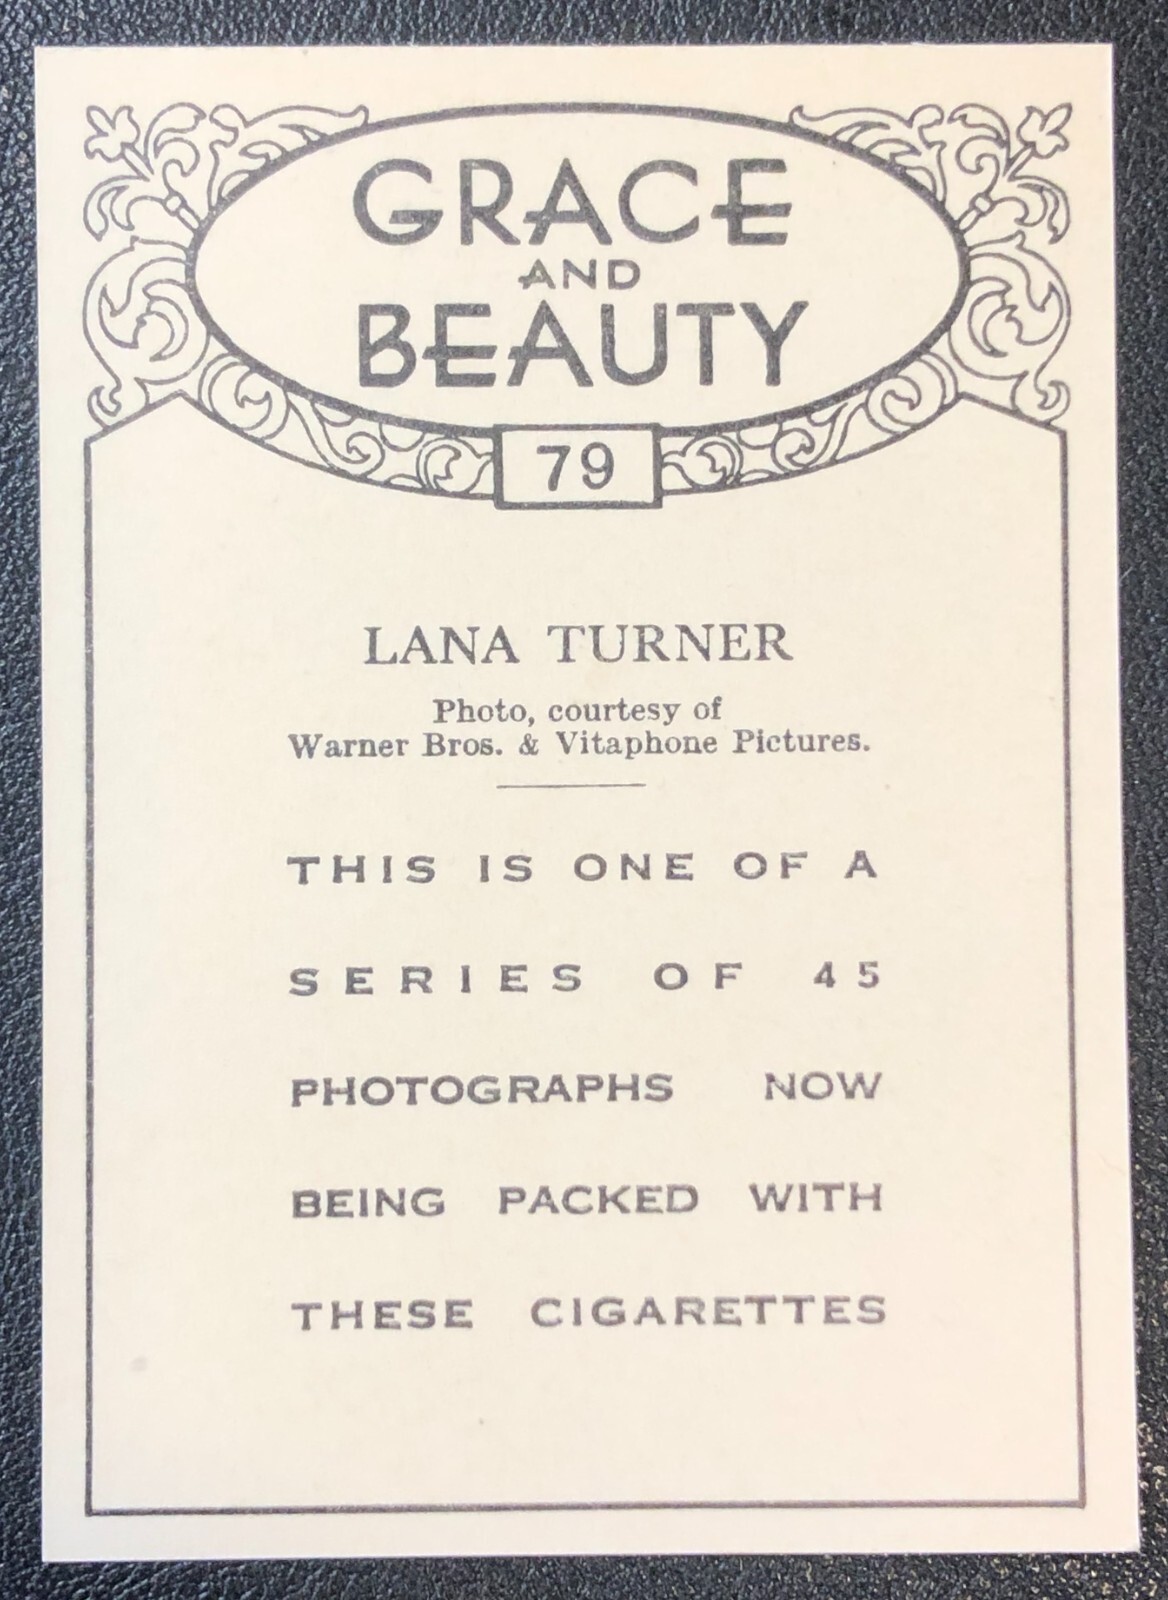 GRACE
AND
BEAUTY
79
LANA TURNER
Photo, courtesy of
Warner Bros. & Vitaphone Pictures.
THIS IS ONE OF A
SERIES OF 45
PHOTOGRAPHS NOW
BEING PACKED WITH
THESE CIGARETTES